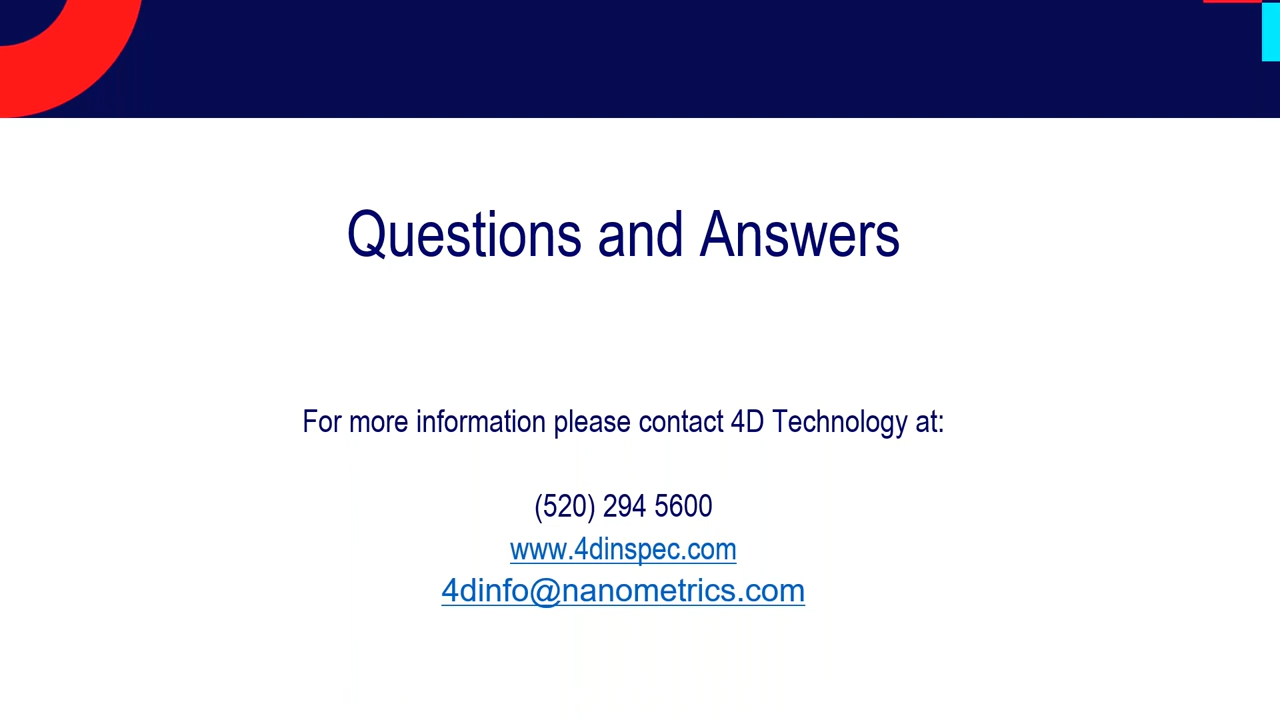 Questions and Answers
For more information please contact 4D Technology at:
(520) 294 5600
www.4dinspec.com
4dinfo@nanometrics.com